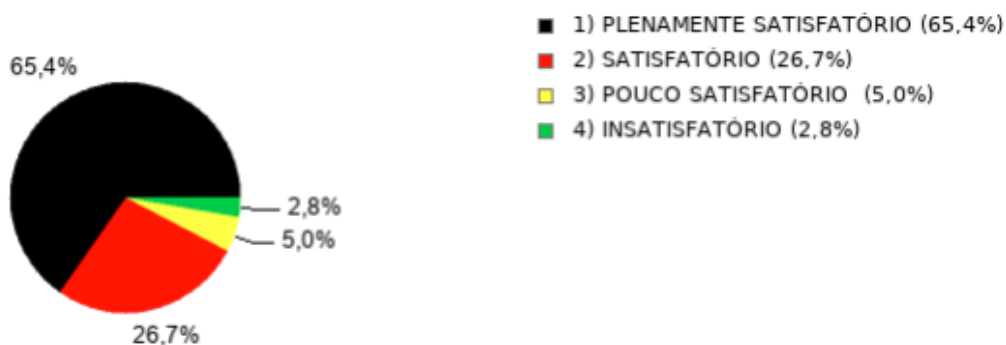 1) PLENAMENTE SATISFATÓRIO (65,4%)
2) SATISFATÓRIO (26,7%)
3) POUCO SATISFATÓRIO (5,0%)
4) INSATISFATÓRIO (2,8%)
65,4%
2,8%
5,0%
26,7%